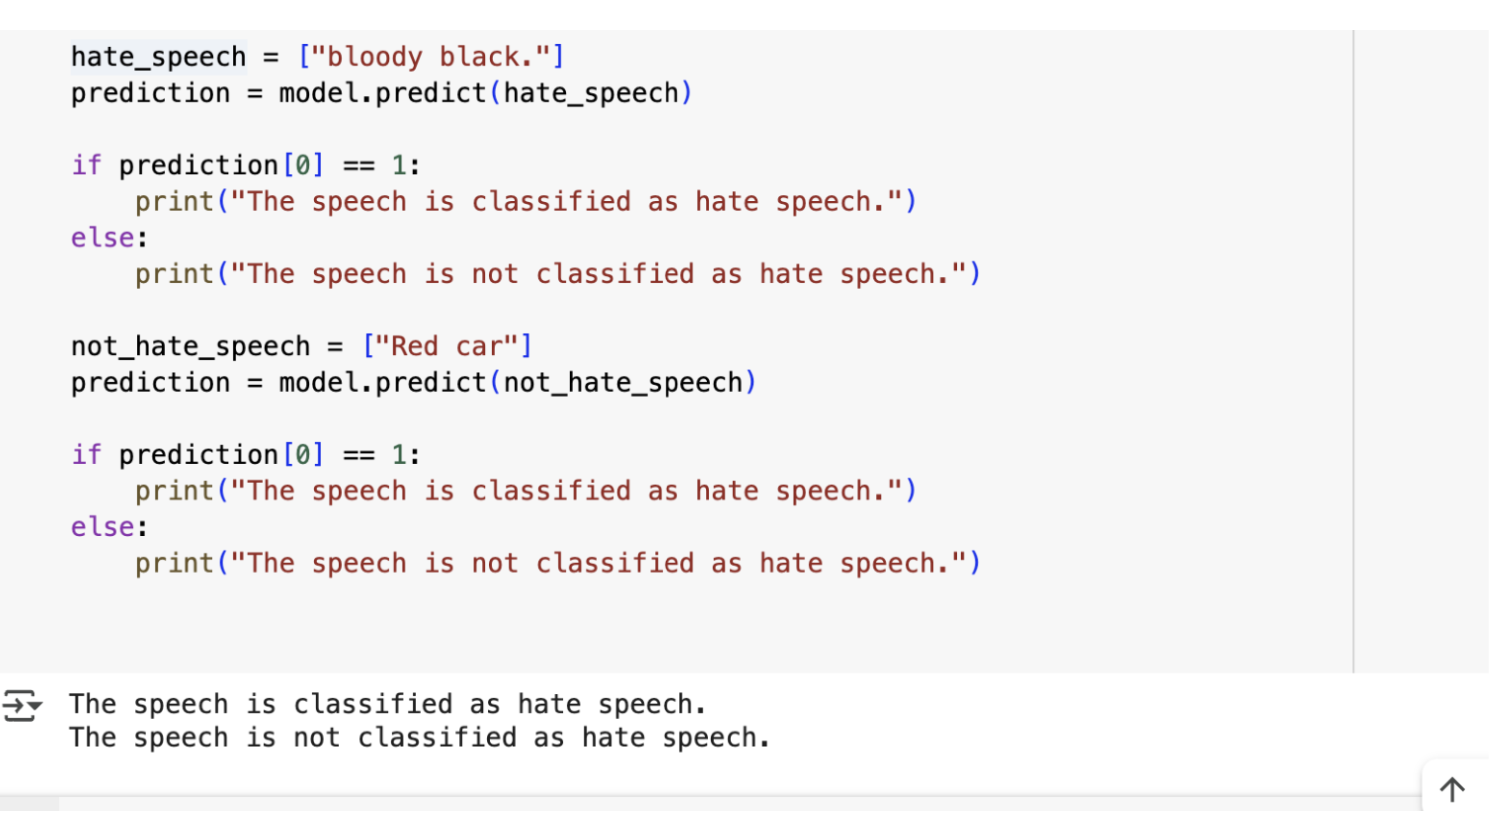 hate_speech = ["bloody black."]
prediction = model.predict(hate_speech)
if prediction[0] == 1:
    print("The speech is classified as hate speech.")
else:
    print("The speech is not classified as hate speech.")
not_hate_speech = ["Red car"]
prediction = model.predict(not_hate_speech)
if prediction[0] == 1:
    print("The speech is classified as hate speech.")
else:
    print("The speech is not classified as hate speech.")
The speech is classified as hate speech.
The speech is not classified as hate speech.